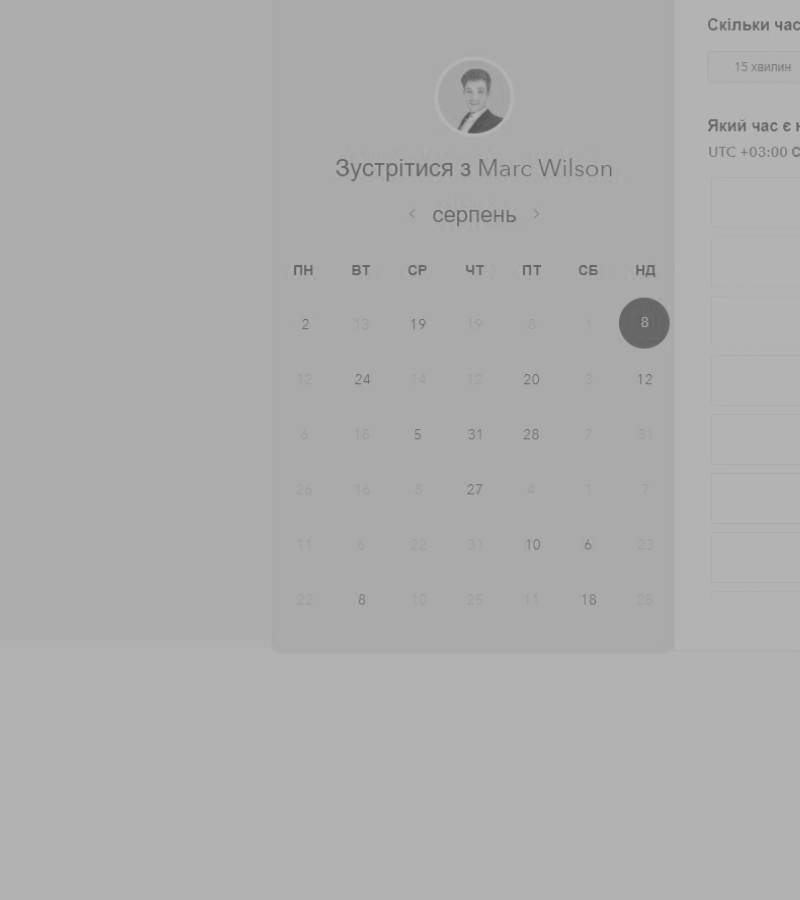 Скільки час
15 хвилин
Який час є н
UTC +03:00 С
Зустрітися з Marc Wilson
серпень
ПН ВТ СР ЧТ ПТ СБ НД
2 13 19 19 8 1 8
12 24 14 12 20 3 12
6 15 5 31 28 7 31
26 16 8 27 4 1 7
11 6 22 31 10 6 23
22 8 10 25 11 18 28